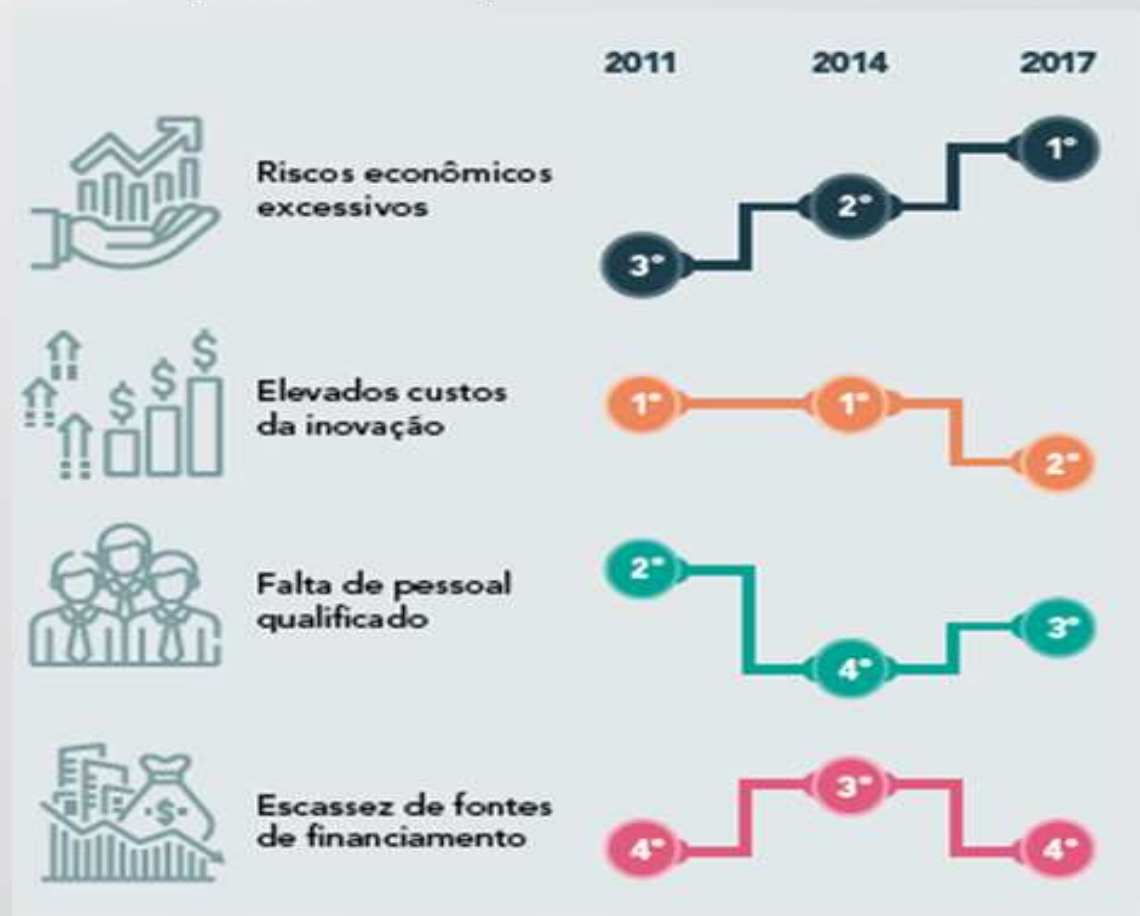 2011 2014 2017
Riscos econômicos
excessivos
3º 2º 1º
Elevados custos
da inovação
1º 1º 2º
Falta de pessoal
qualificado
2º 4º 3º
Escassez de fontes
de financiamento
4º 3º 4º
$ $ $
$